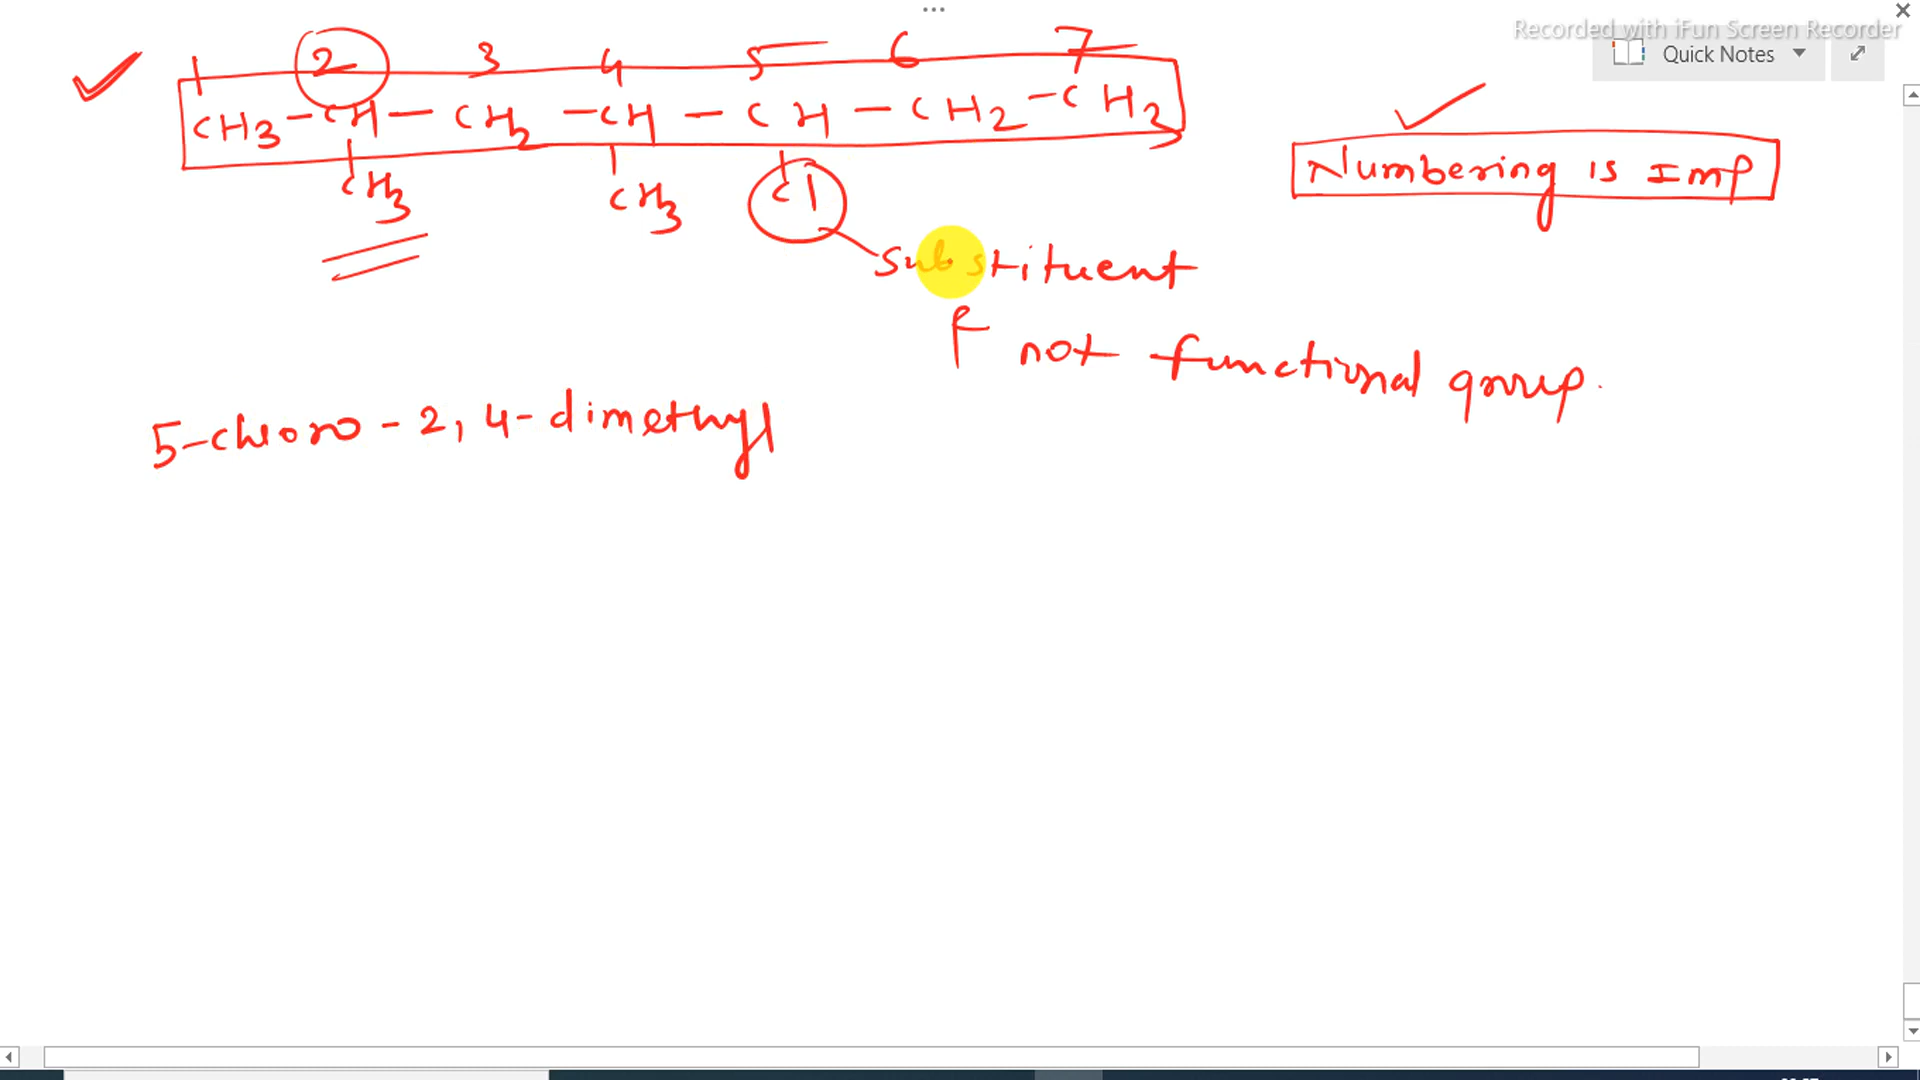 Recorded with iFun Screen Recorder
Quick Notes
1 2 3 4 5 6 7
CH3 - CH - CH2 - CH - CH - CH2 - CH3
CH3 CH3 Cl
Numbering is Imp
Substituent
not functional group.
5-chloro - 2, 4 - dimethyl